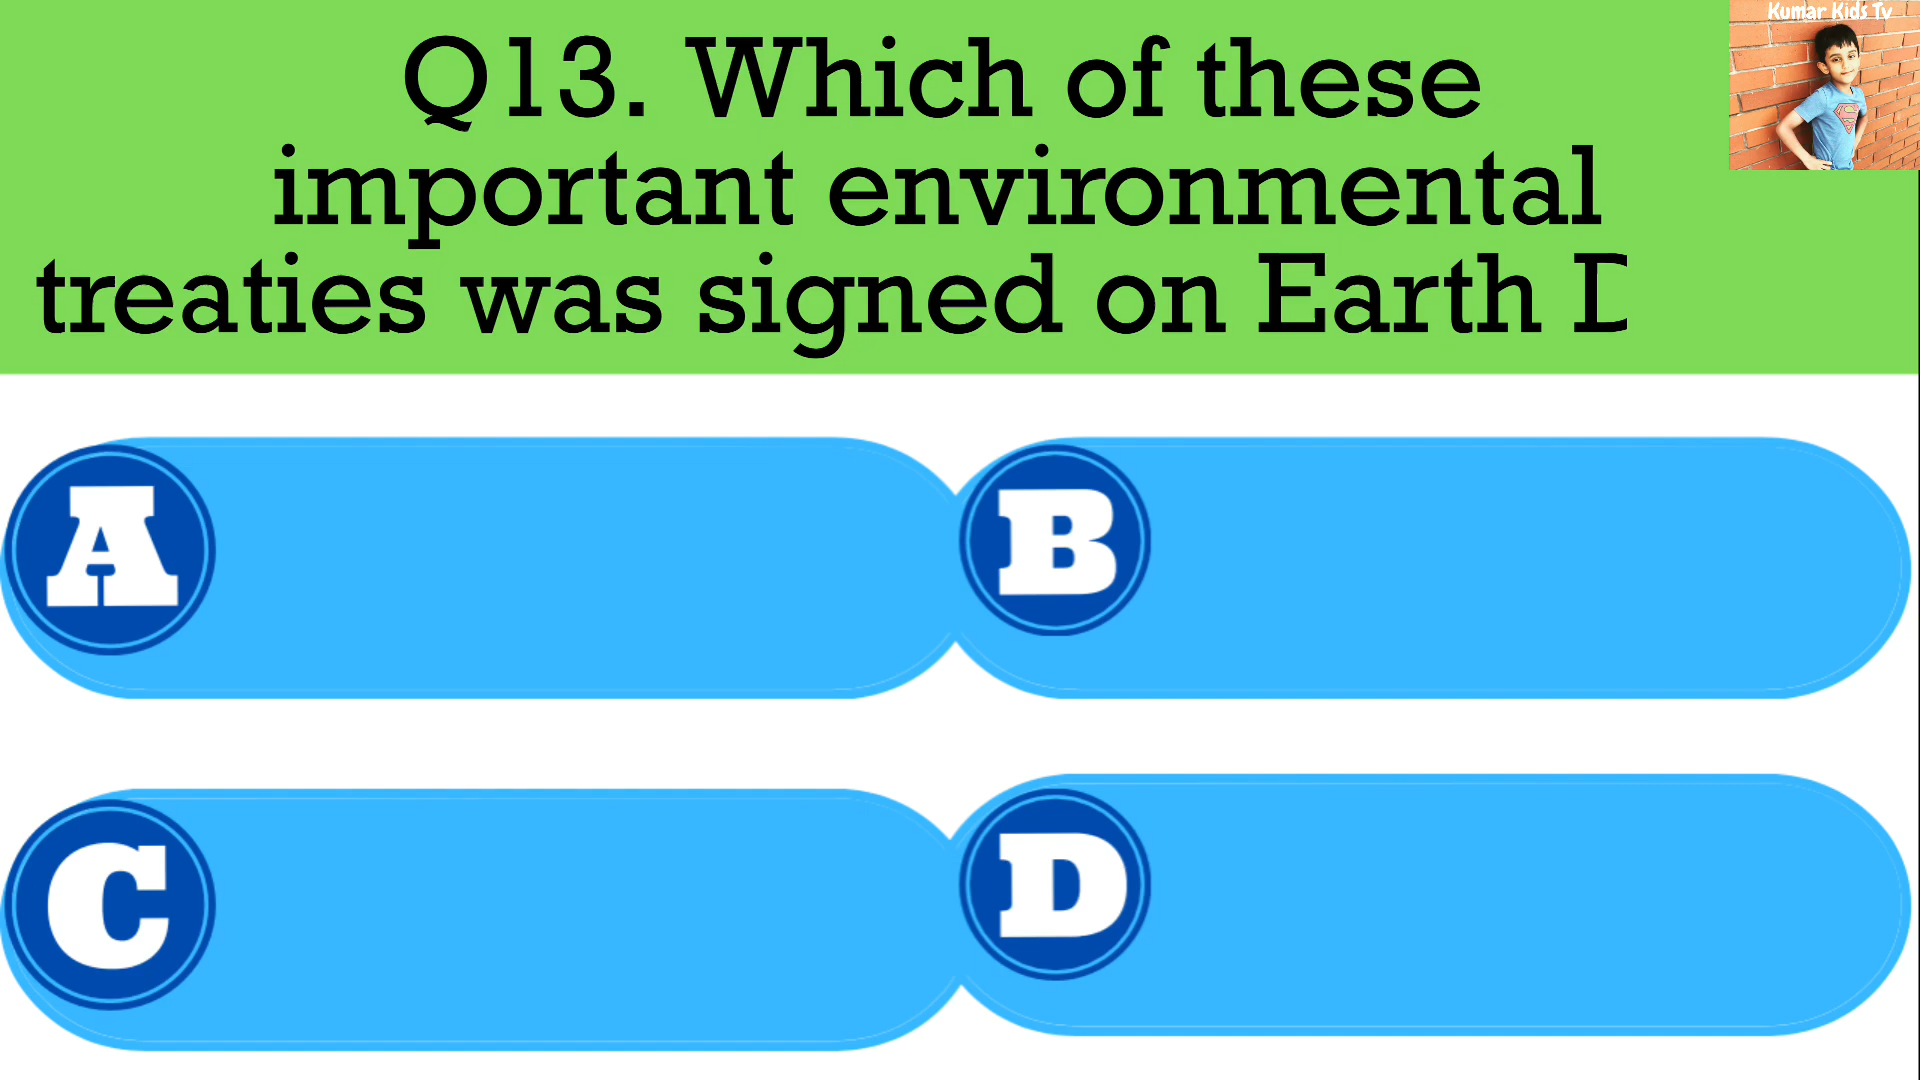 Kumar Kids Tv
Q13. Which of these
important environmental
treaties was signed on Earth D
A
B
C
D